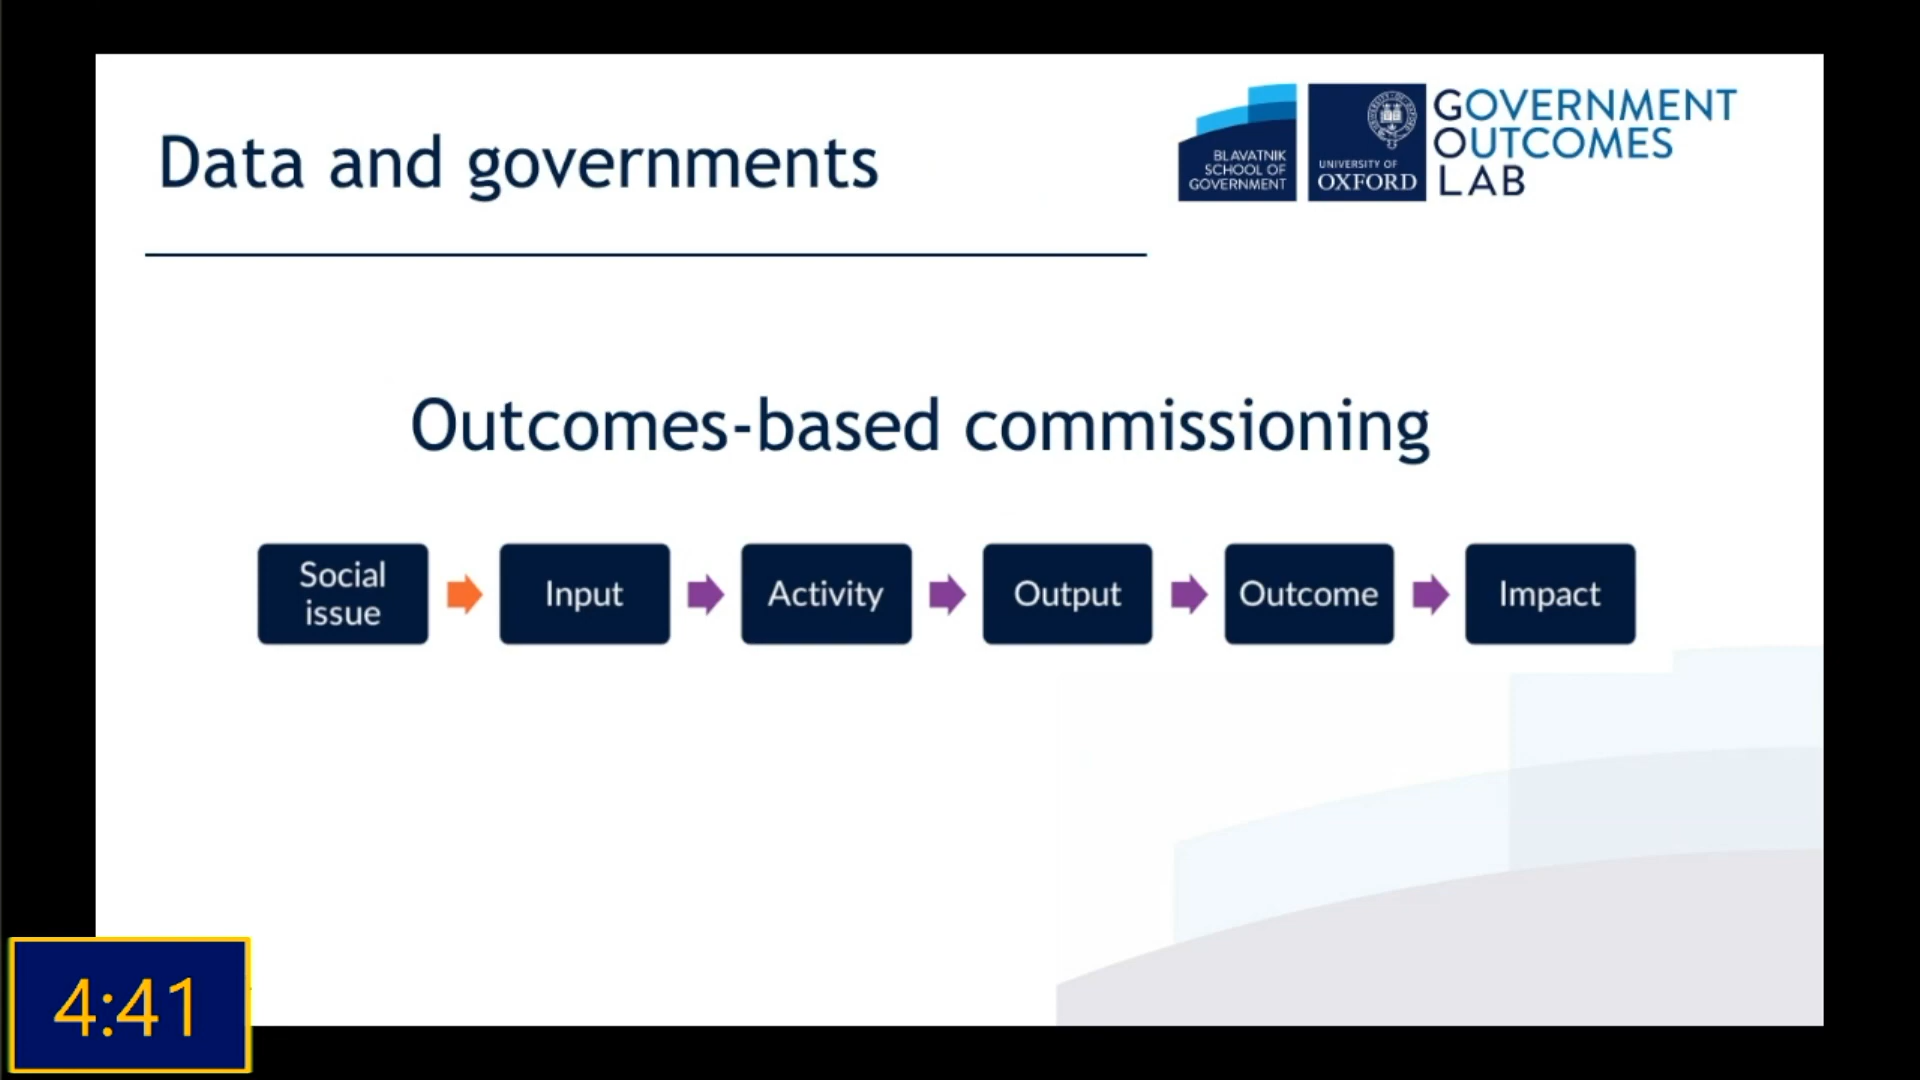 Data and governments
BLAVATNIK
SCHOOL OF
GOVERNMENT
UNIVERSITY OF
OXFORD
GOVERNMENT
OUTCOMES
LAB
Outcomes-based commissioning
Social
issue
Input
Activity
Output
Outcome
Impact
4:41